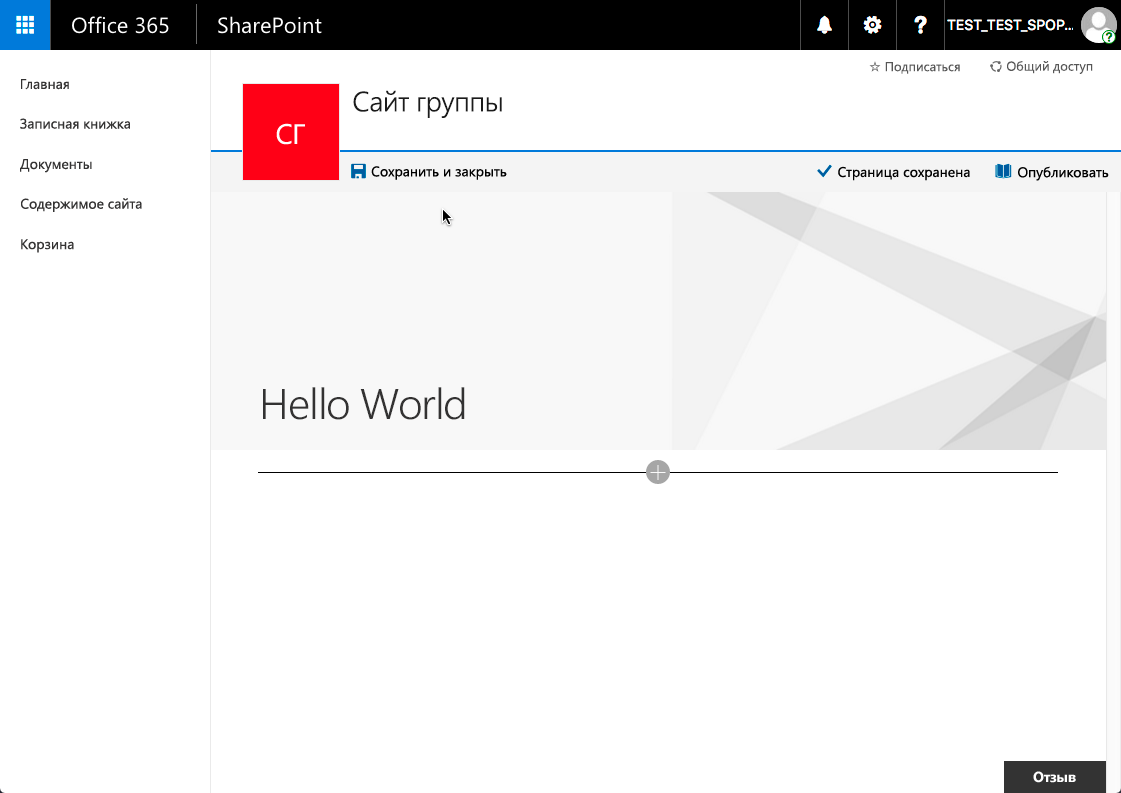 Office 365
SharePoint
TEST_TEST_SPOP...
Подписаться
Общий доступ
Главная
Записная книжка
Документы
Содержимое сайта
Корзина
СГ
Сайт группы
Сохранить и закрыть
Страница сохранена
Опубликовать
Hello World
Отзыв